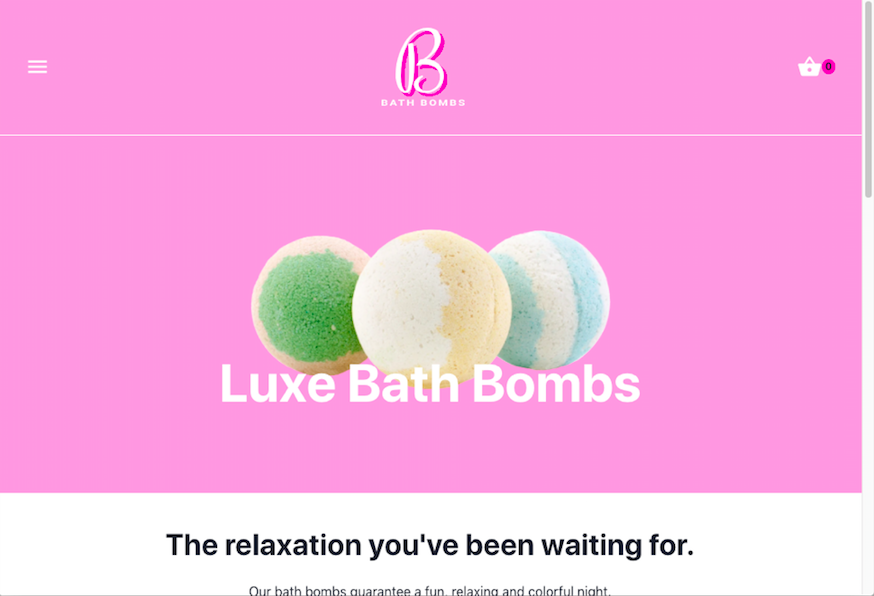 B
BATH BOMBS
0
Luxe Bath Bombs
The relaxation you've been waiting for.
Our bath bombs guarantee a fun, relaxing and colorful night.